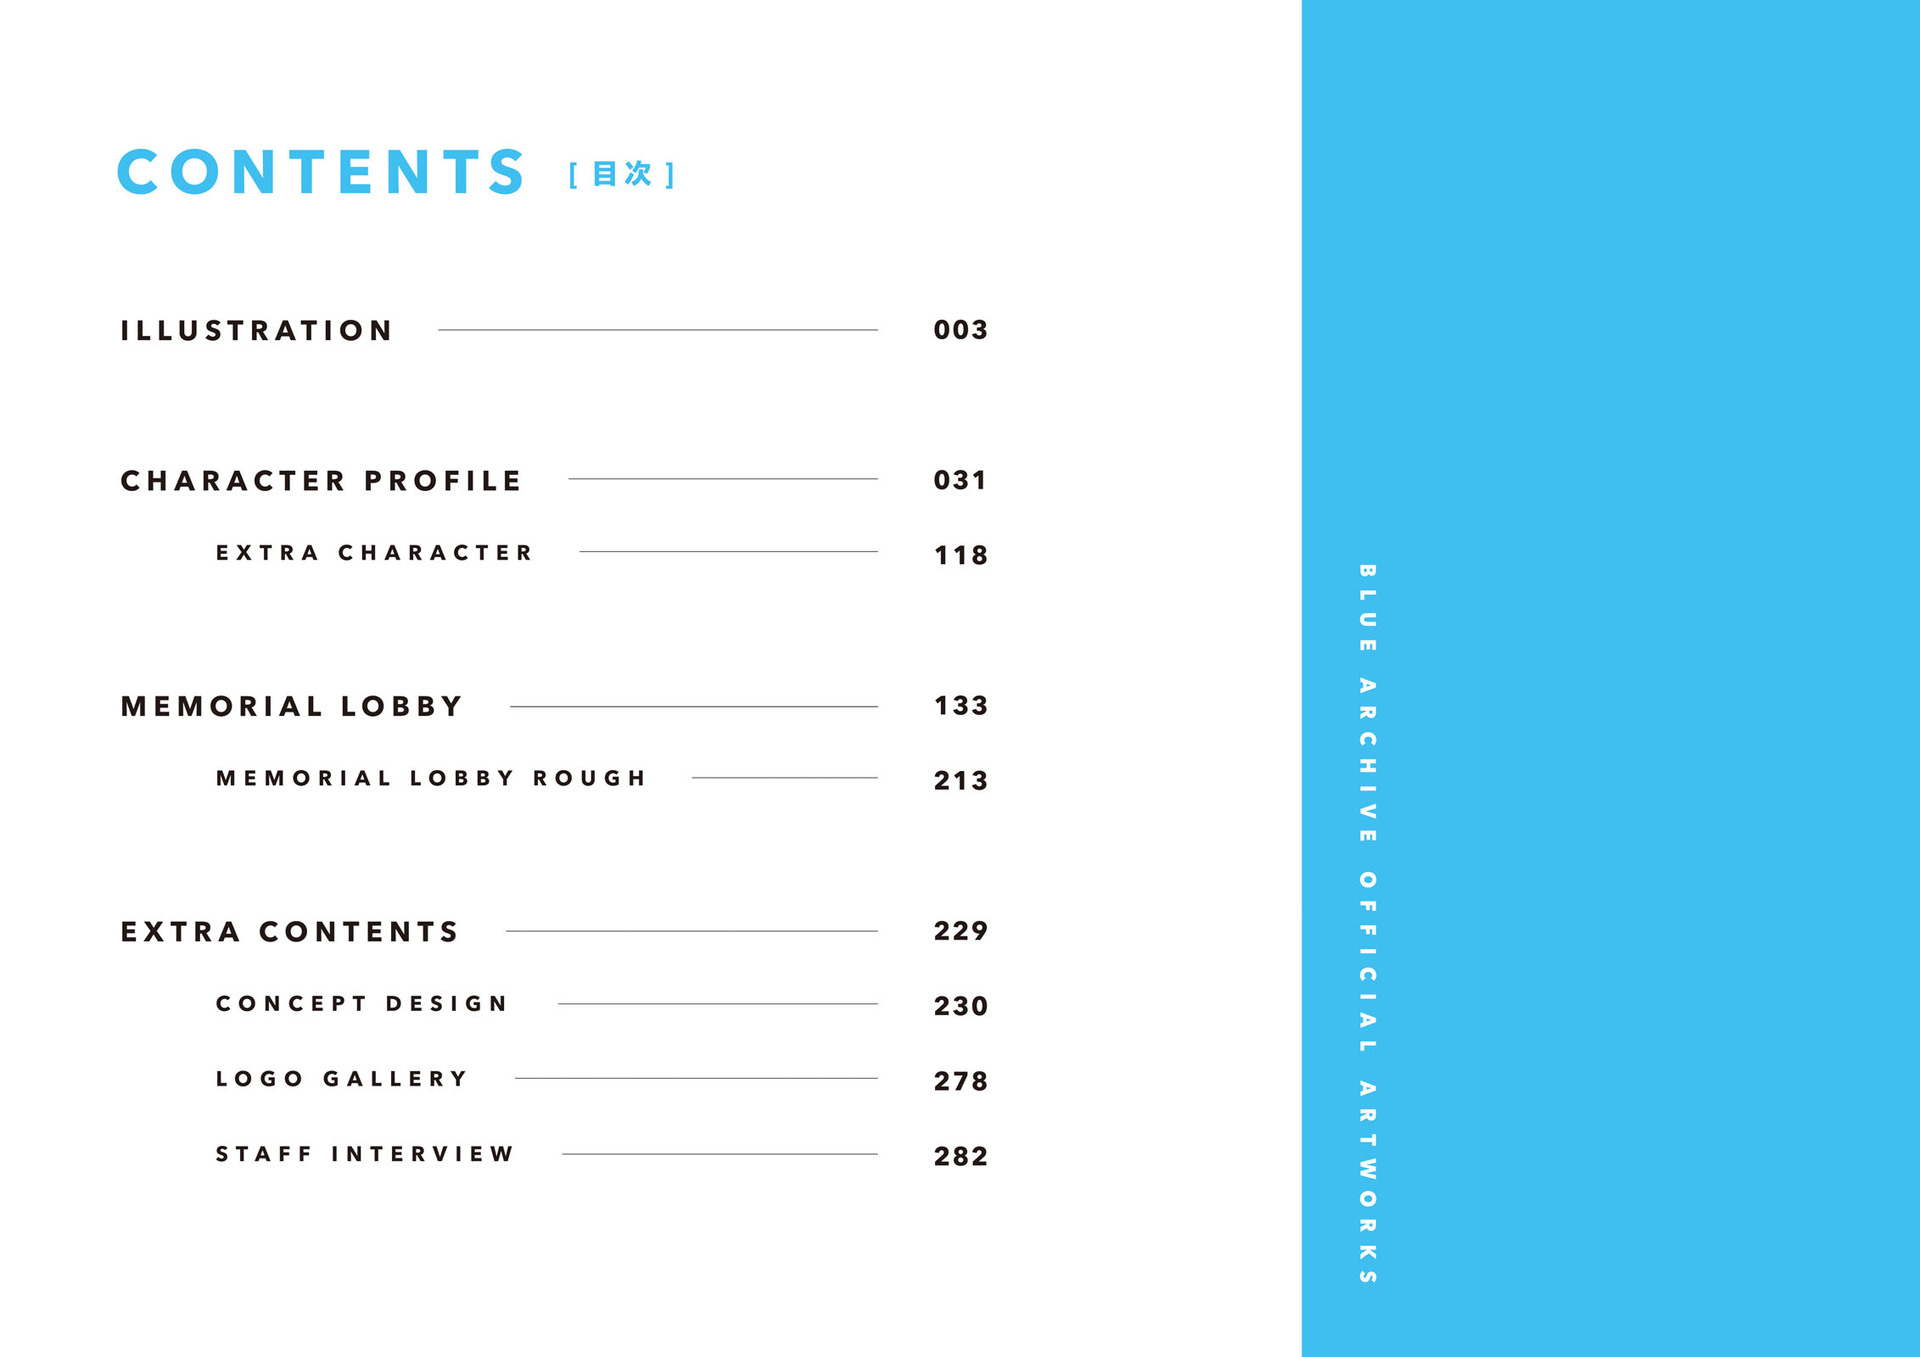 CONTENTS [ 目次 ]
ILLUSTRATION 003
CHARACTER PROFILE 031
EXTRA CHARACTER 118
MEMORIAL LOBBY 133
MEMORIAL LOBBY ROUGH 213
EXTRA CONTENTS 229
CONCEPT DESIGN 230
LOGO GALLERY 278
STAFF INTERVIEW 282
BLUE ARCHIVE OFFICIAL ARTWORKS